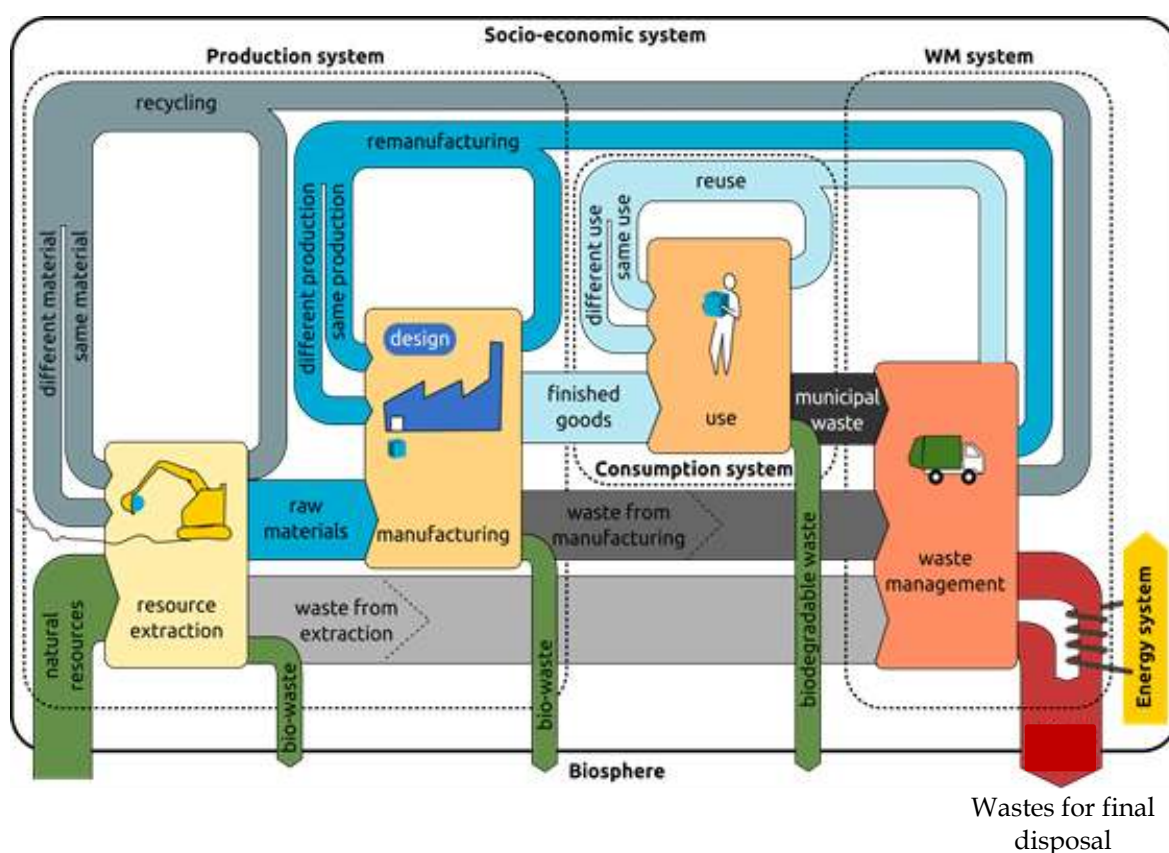 Socio-economic system
Production system
WM system
recycling
remanufacturing
reuse
different material
same material
different production
same production
different use
same use
design
finished
goods
use
municipal
waste
Consumption system
raw
materials
manufacturing
waste from
manufacturing
waste
management
natural
resources
resource
extraction
waste from
extraction
bio-waste
bio-waste
biodegradable waste
Energy system
Biosphere
Wastes for final
disposal